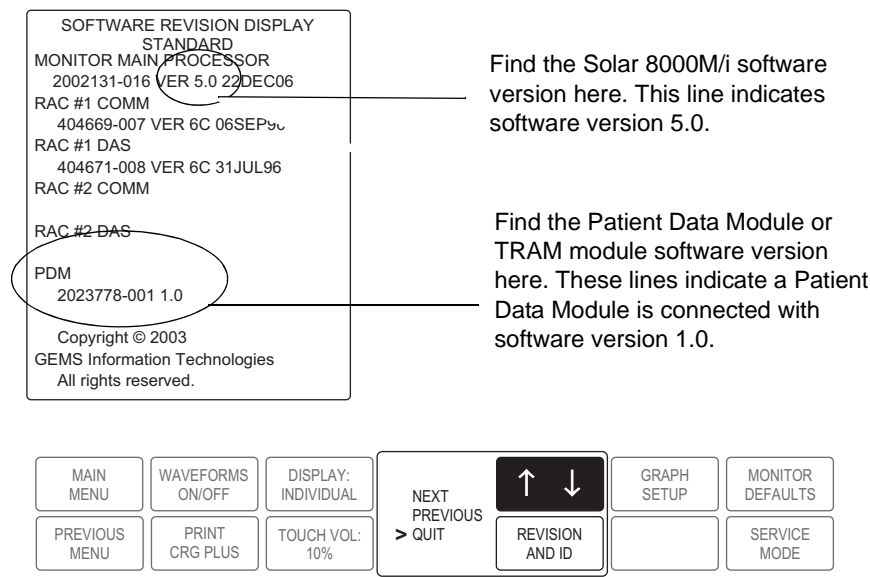 SOFTWARE REVISION DISPLAY
STANDARD
MONITOR MAIN PROCESSOR
2002131-016 VER 5.0 22DEC06
RAC #1 COMM
404669-007 VER 6C 06SEP96
RAC #1 DAS
404671-008 VER 6C 31JUL96
RAC #2 COMM
RAC #2 DAS
PDM
2023778-001 1.0
Copyright © 2003
GEMS Information Technologies
All rights reserved.
Find the Solar 8000M/i software
version here. This line indicates
software version 5.0.
Find the Patient Data Module or
TRAM module software version
here. These lines indicate a Patient
Data Module is connected with
software version 1.0.
MAIN
MENU
WAVEFORMS
ON/OFF
DISPLAY:
INDIVIDUAL
NEXT
PREVIOUS
> QUIT
↑ ↓
GRAPH
SETUP
MONITOR
DEFAULTS
PREVIOUS
MENU
PRINT
CRG PLUS
TOUCH VOL:
10%
REVISION
AND ID
SERVICE
MODE